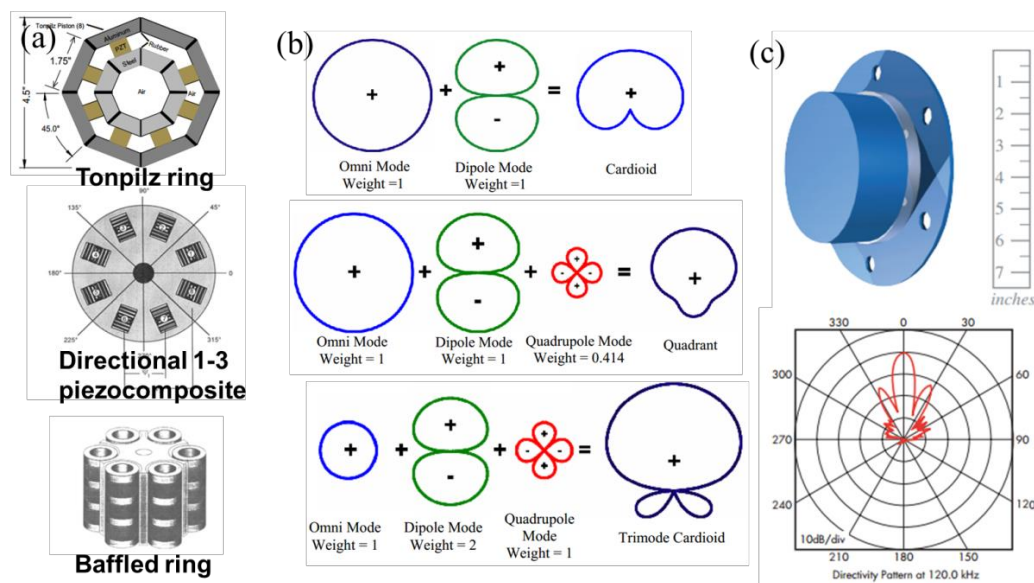 (a)
Tonpilz Piston (8)
Aluminum
PZT
Rubber
Steel
1.75"
4.5"
Air
Air
45.0"
Tonpilz ring
90°
135°
45°
180°
0
225°
315°
Directional 1-3
piezocomposite
Baffled ring
(b)
+ + + - = +
Omni Mode
Weight =1
Dipole Mode
Weight =1
Cardioid
+ + + - + + - - + = +
Omni Mode
Weight = 1
Dipole Mode
Weight = 1
Quadrupole Mode
Weight = 0.414
Quadrant
+ + + - + + - - + = +
Omni Mode
Weight = 1
Dipole Mode
Weight = 2
Quadrupole
Mode
Weight = 1
Trimode Cardioid
(c)
1
2
3
4
5
6
7
inches
330 0 30
300 60
270 90
240 120
10dB/div
210 180 150
Directivity Pattern at 120.0 kHz